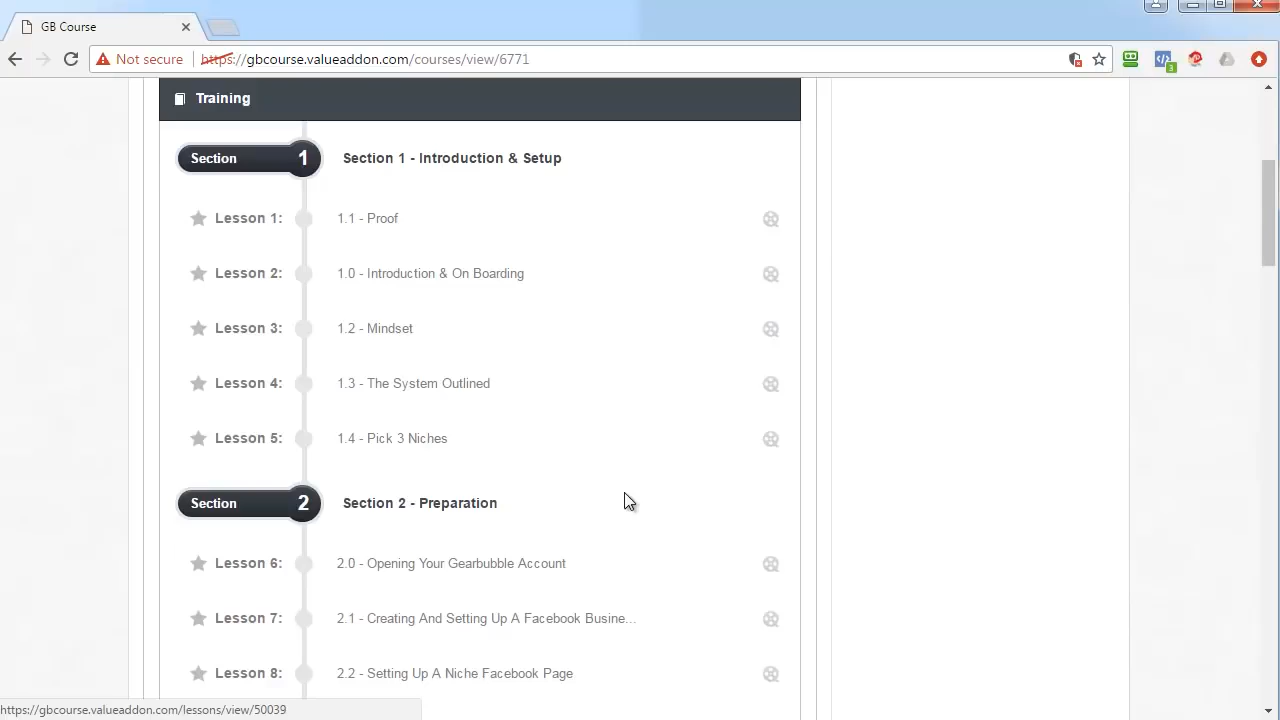 GB Course
Not secure https://gbcourse.valueaddon.com/courses/view/6771
3
Training
Section 1 Section 1 - Introduction & Setup
Lesson 1: 1.1 - Proof
Lesson 2: 1.0 - Introduction & On Boarding
Lesson 3: 1.2 - Mindset
Lesson 4: 1.3 - The System Outlined
Lesson 5: 1.4 - Pick 3 Niches
Section 2 Section 2 - Preparation
Lesson 6: 2.0 - Opening Your Gearbubble Account
Lesson 7: 2.1 - Creating And Setting Up A Facebook Busine...
Lesson 8: 2.2 - Setting Up A Niche Facebook Page
https://gbcourse.valueaddon.com/lessons/view/50039